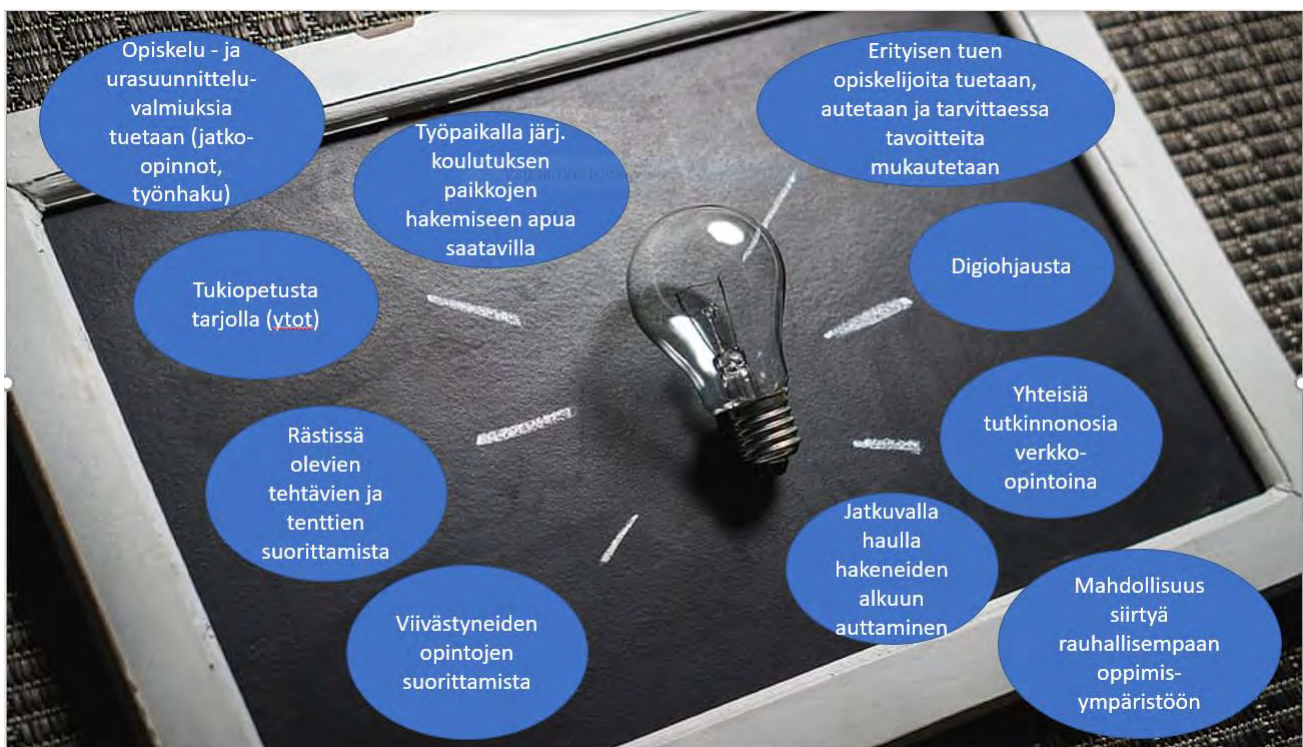 Opiskelu - ja
urasuunnittelu-
valmiuksia
tuetaan (jatko-
opinnot,
työnhaku)
Työpaikalla järj.
koulutuksen
paikkojen
hakemiseen apua
saatavilla
Erityisen tuen
opiskelijoita tuetaan,
autetaan ja tarvittaessa
tavoitteita
mukautetaan
Tukiopetusta
tarjolla (ytot)
Digiohjausta
Rästissä
olevien
tehtävien ja
tenttien
suorittamista
Yhteisiä
tutkinnonosia
verkko-
opintoina
Viivästyneiden
opintojen
suorittamista
Jatkuvalla
haulla
hakeneiden
alkuun
auttaminen
Mahdollisuus
siirtyä
rauhallisempaan
oppimis-
ympäristöön